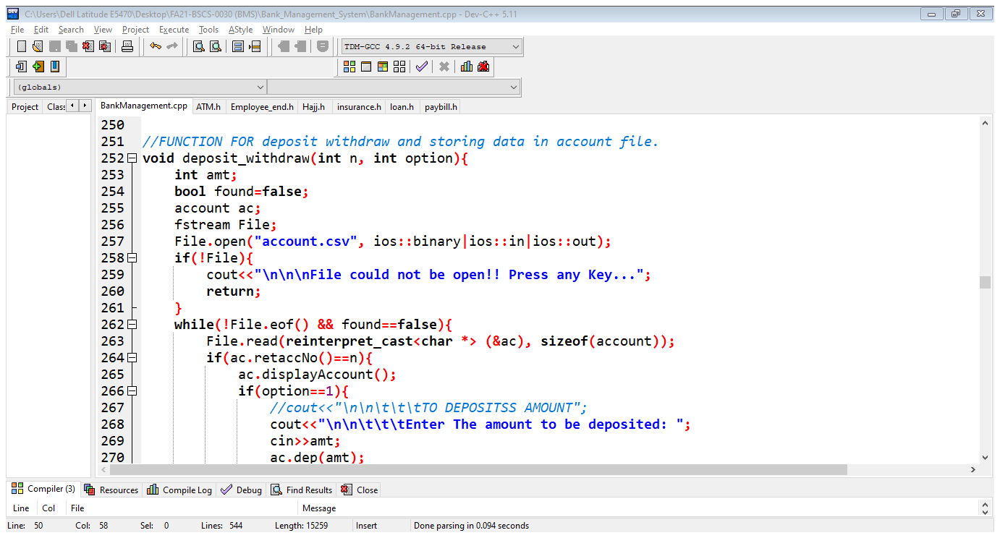 C:\Users\Dell Latitude E5470\Desktop\FA21-BSCS-0030 (BMS)\Bank_Management_System\BankManagement.cpp - Dev-C++ 5.11
File Edit Search View Project Execute Tools AStyle Window Help
TDM-GCC 4.9.2 64-bit Release
(globals)
Project Class BankManagement.cpp ATM.h Employee_end.h Hajj.h insurance.h loan.h paybill.h
250
251 //FUNCTION FOR deposit withdraw and storing data in account file.
252 void deposit_withdraw(int n, int option){
253 int amt;
254 bool found=false;
255 account ac;
256 fstream File;
257 File.open("account.csv", ios::binary|ios::in|ios::out);
258 if(!File){
259 cout<<"\n\n\nFile could not be open!! Press any Key...";
260 return;
261 }
262 while(!File.eof() && found==false){
263 File.read(reinterpret_cast<char *> (&ac), sizeof(account));
264 if(ac.retaccNo()==n){
265 ac.displayAccount();
266 if(option==1){
267 //cout<<"\n\n\t\t\tTO DEPOSITSS AMOUNT";
268 cout<<"\n\n\t\t\tEnter The amount to be deposited: ";
269 cin>>amt;
270 ac.dep(amt);
Compiler (3) Resources Compile Log Debug Find Results Close
Line Col File Message
Line: 50 Col: 58 Sel: 0 Lines: 544 Length: 15259 Insert Done parsing in 0.094 seconds